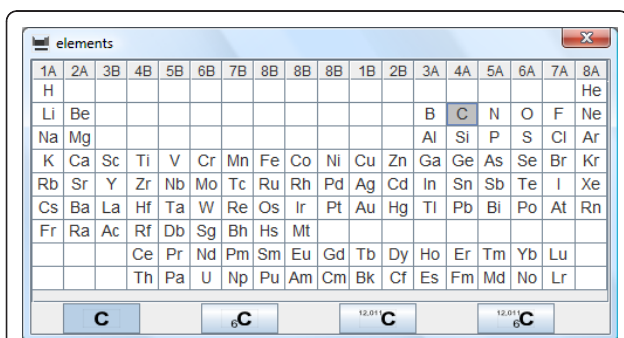 elements
1A 2A 3B 4B 5B 6B 7B 8B 8B 8B 1B 2B 3A 4A 5A 6A 7A 8A
H He
Li Be B C N O F Ne
Na Mg Al Si P S Cl Ar
K Ca Sc Ti V Cr Mn Fe Co Ni Cu Zn Ga Ge As Se Br Kr
Rb Sr Y Zr Nb Mo Tc Ru Rh Pd Ag Cd In Sn Sb Te I Xe
Cs Ba La Hf Ta W Re Os Ir Pt Au Hg Tl Pb Bi Po At Rn
Fr Ra Ac Rf Db Sg Bh Hs Mt
Ce Pr Nd Pm Sm Eu Gd Tb Dy Ho Er Tm Yb Lu
Th Pa U Np Pu Am Cm Bk Cf Es Fm Md No Lr
C 6C 12,011C 12,0116C